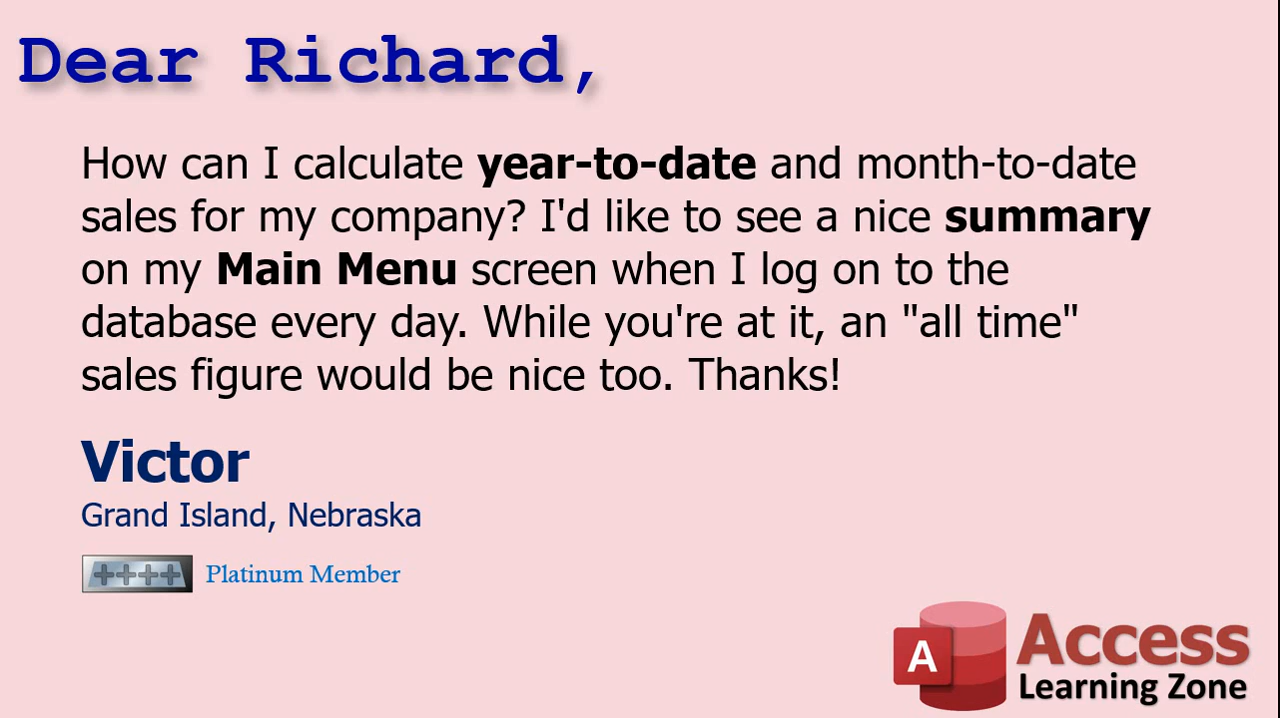 Dear Richard,
How can I calculate year-to-date and month-to-date
sales for my company? I'd like to see a nice summary
on my Main Menu screen when I log on to the
database every day. While you're at it, an "all time"
sales figure would be nice too. Thanks!
Victor
Grand Island, Nebraska
Platinum Member
A Access
Learning Zone